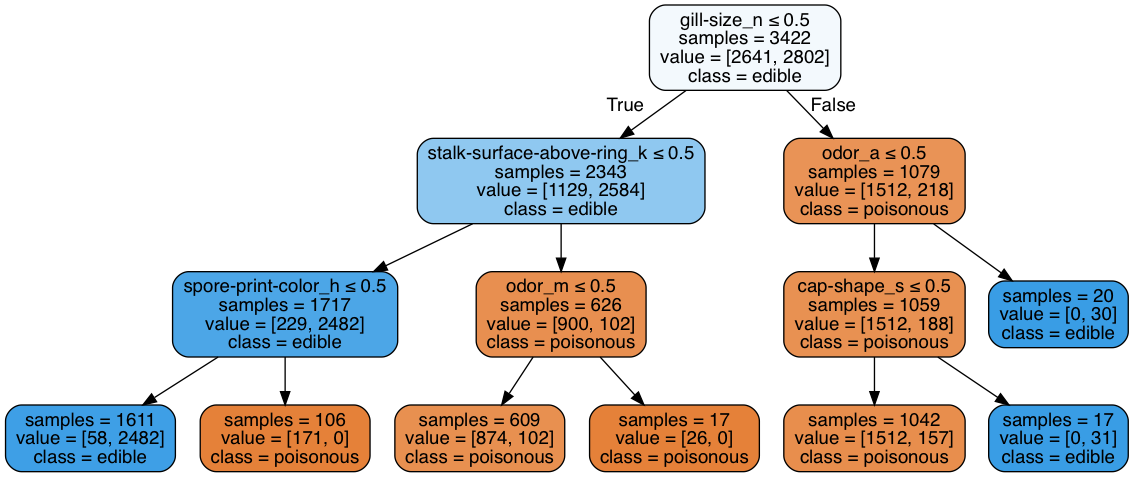 gill-size_n ≤ 0.5
samples = 3422
value = [2641, 2802]
class = edible
True
False
stalk-surface-above-ring_k ≤ 0.5
samples = 2343
value = [1129, 2584]
class = edible
odor_a ≤ 0.5
samples = 1079
value = [1512, 218]
class = poisonous
spore-print-color_h ≤ 0.5
samples = 1717
value = [229, 2482]
class = edible
odor_m ≤ 0.5
samples = 626
value = [900, 102]
class = poisonous
cap-shape_s ≤ 0.5
samples = 1059
value = [1512, 188]
class = poisonous
samples = 20
value = [0, 30]
class = edible
samples = 1611
value = [58, 2482]
class = edible
samples = 106
value = [171, 0]
class = poisonous
samples = 609
value = [874, 102]
class = poisonous
samples = 17
value = [26, 0]
class = poisonous
samples = 1042
value = [1512, 157]
class = poisonous
samples = 17
value = [0, 31]
class = edible